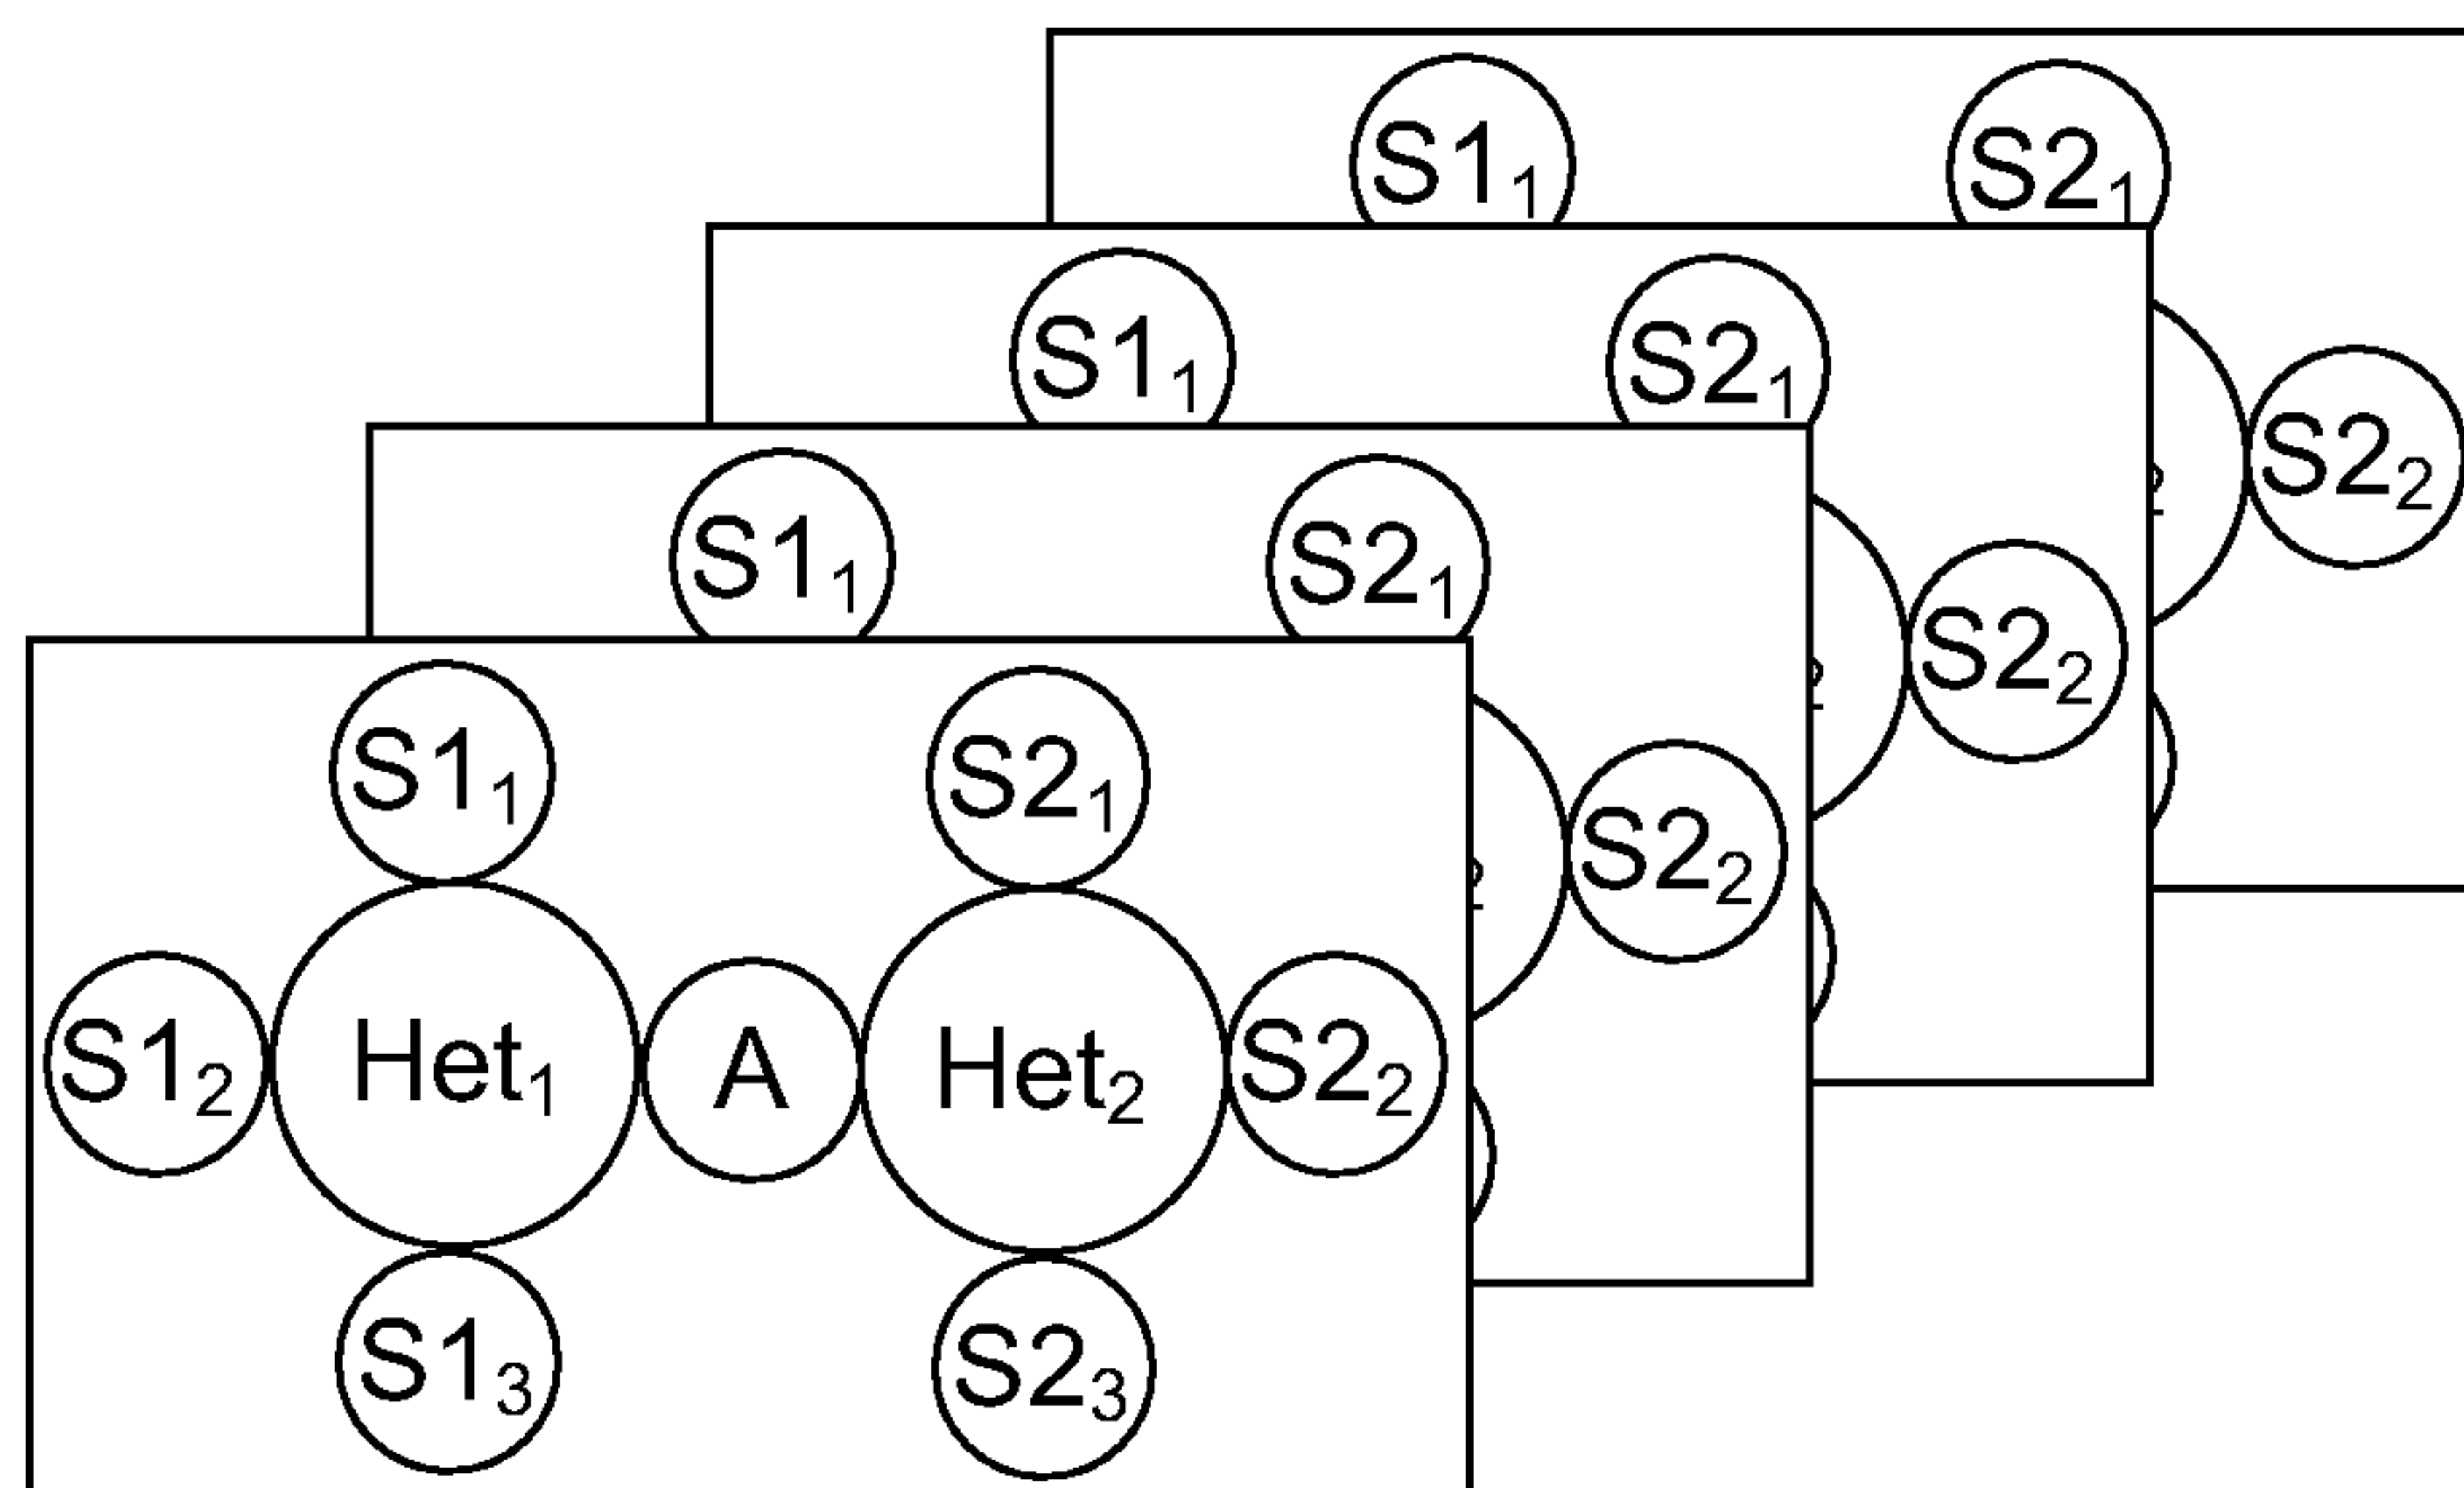 S1₁ S2₁
S1₁ S2₁
S2₂
S1₁ S2₁
S2₂
S1₁ S2₁
S2₂
S1₂ Het₁ A Het₂ S2₂
S1₃ S2₃